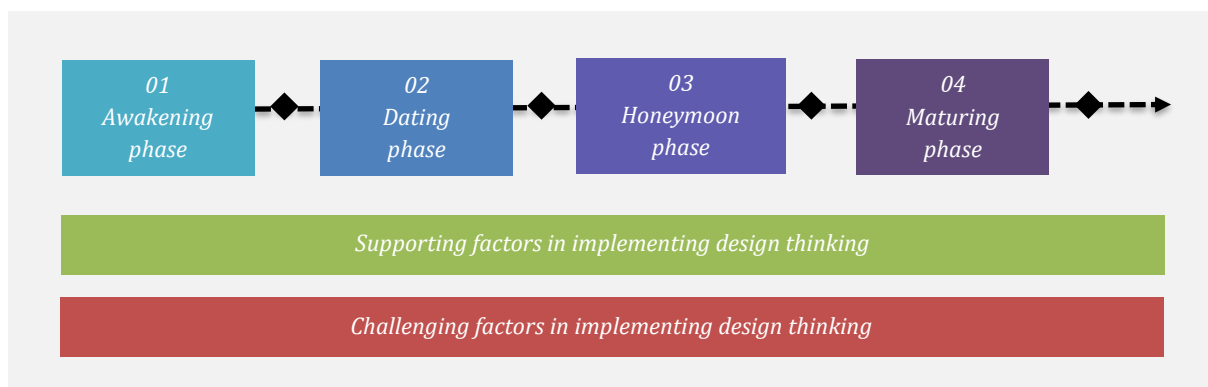 01
Awakening
phase
02
Dating
phase
03
Honeymoon
phase
04
Maturing
phase
Supporting factors in implementing design thinking
Challenging factors in implementing design thinking